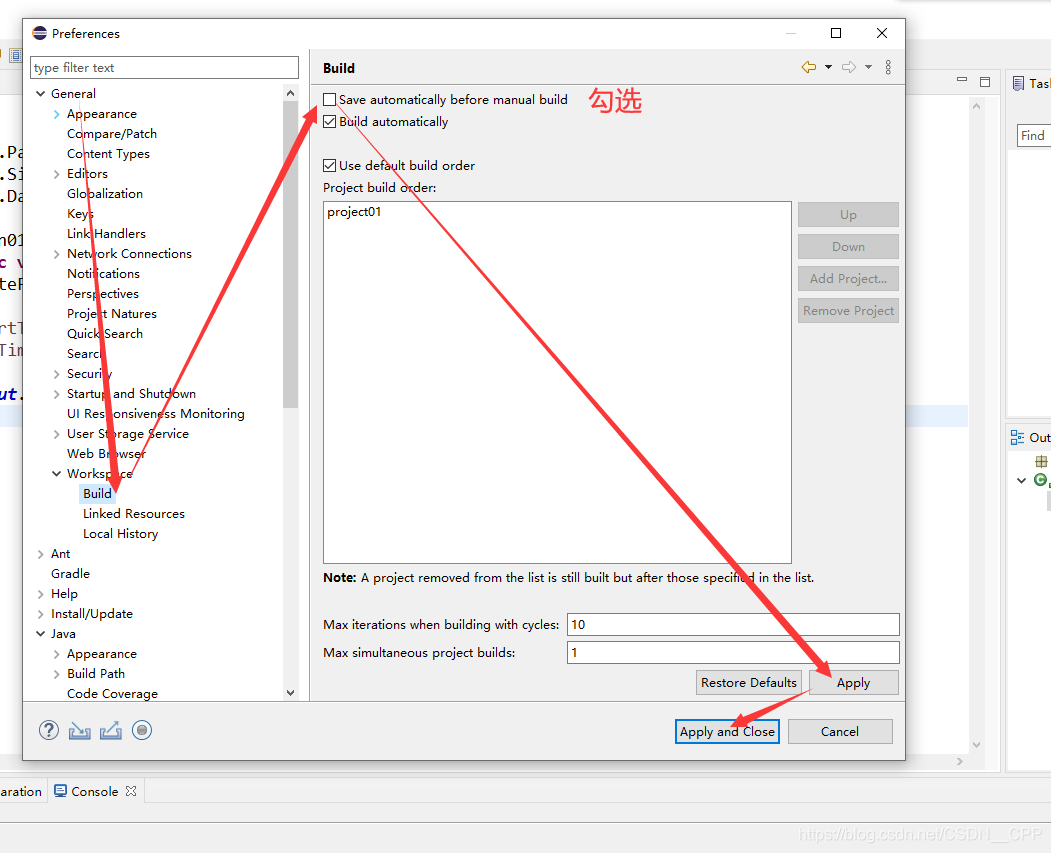 Preferences
type filter text
General
Appearance
Compare/Patch
Content Types
Editors
Globalization
Keys
Link Handlers
Network Connections
Notifications
Perspectives
Project Natures
Quick Search
Search
Security
Startup and Shutdown
UI Responsiveness Monitoring
User Storage Service
Web Browser
Workspace
Build
Linked Resources
Local History
Ant
Gradle
Help
Install/Update
Java
Appearance
Build Path
Code Coverage
Build
Save automatically before manual build
勾选
Build automatically
Use default build order
Project build order:
project01
Up
Down
Add Project...
Remove Project
Note: A project removed from the list is still built but after those specified in the list.
Max iterations when building with cycles: 10
Max simultaneous project builds: 1
Restore Defaults
Apply
Apply and Close
Cancel
.Pa
.Si
.Da
n01
c v
teF
rtT
Tim
ut.
Tas
Find
Out
aration
Console
https://blog.csdn.net/CSDN__CPP